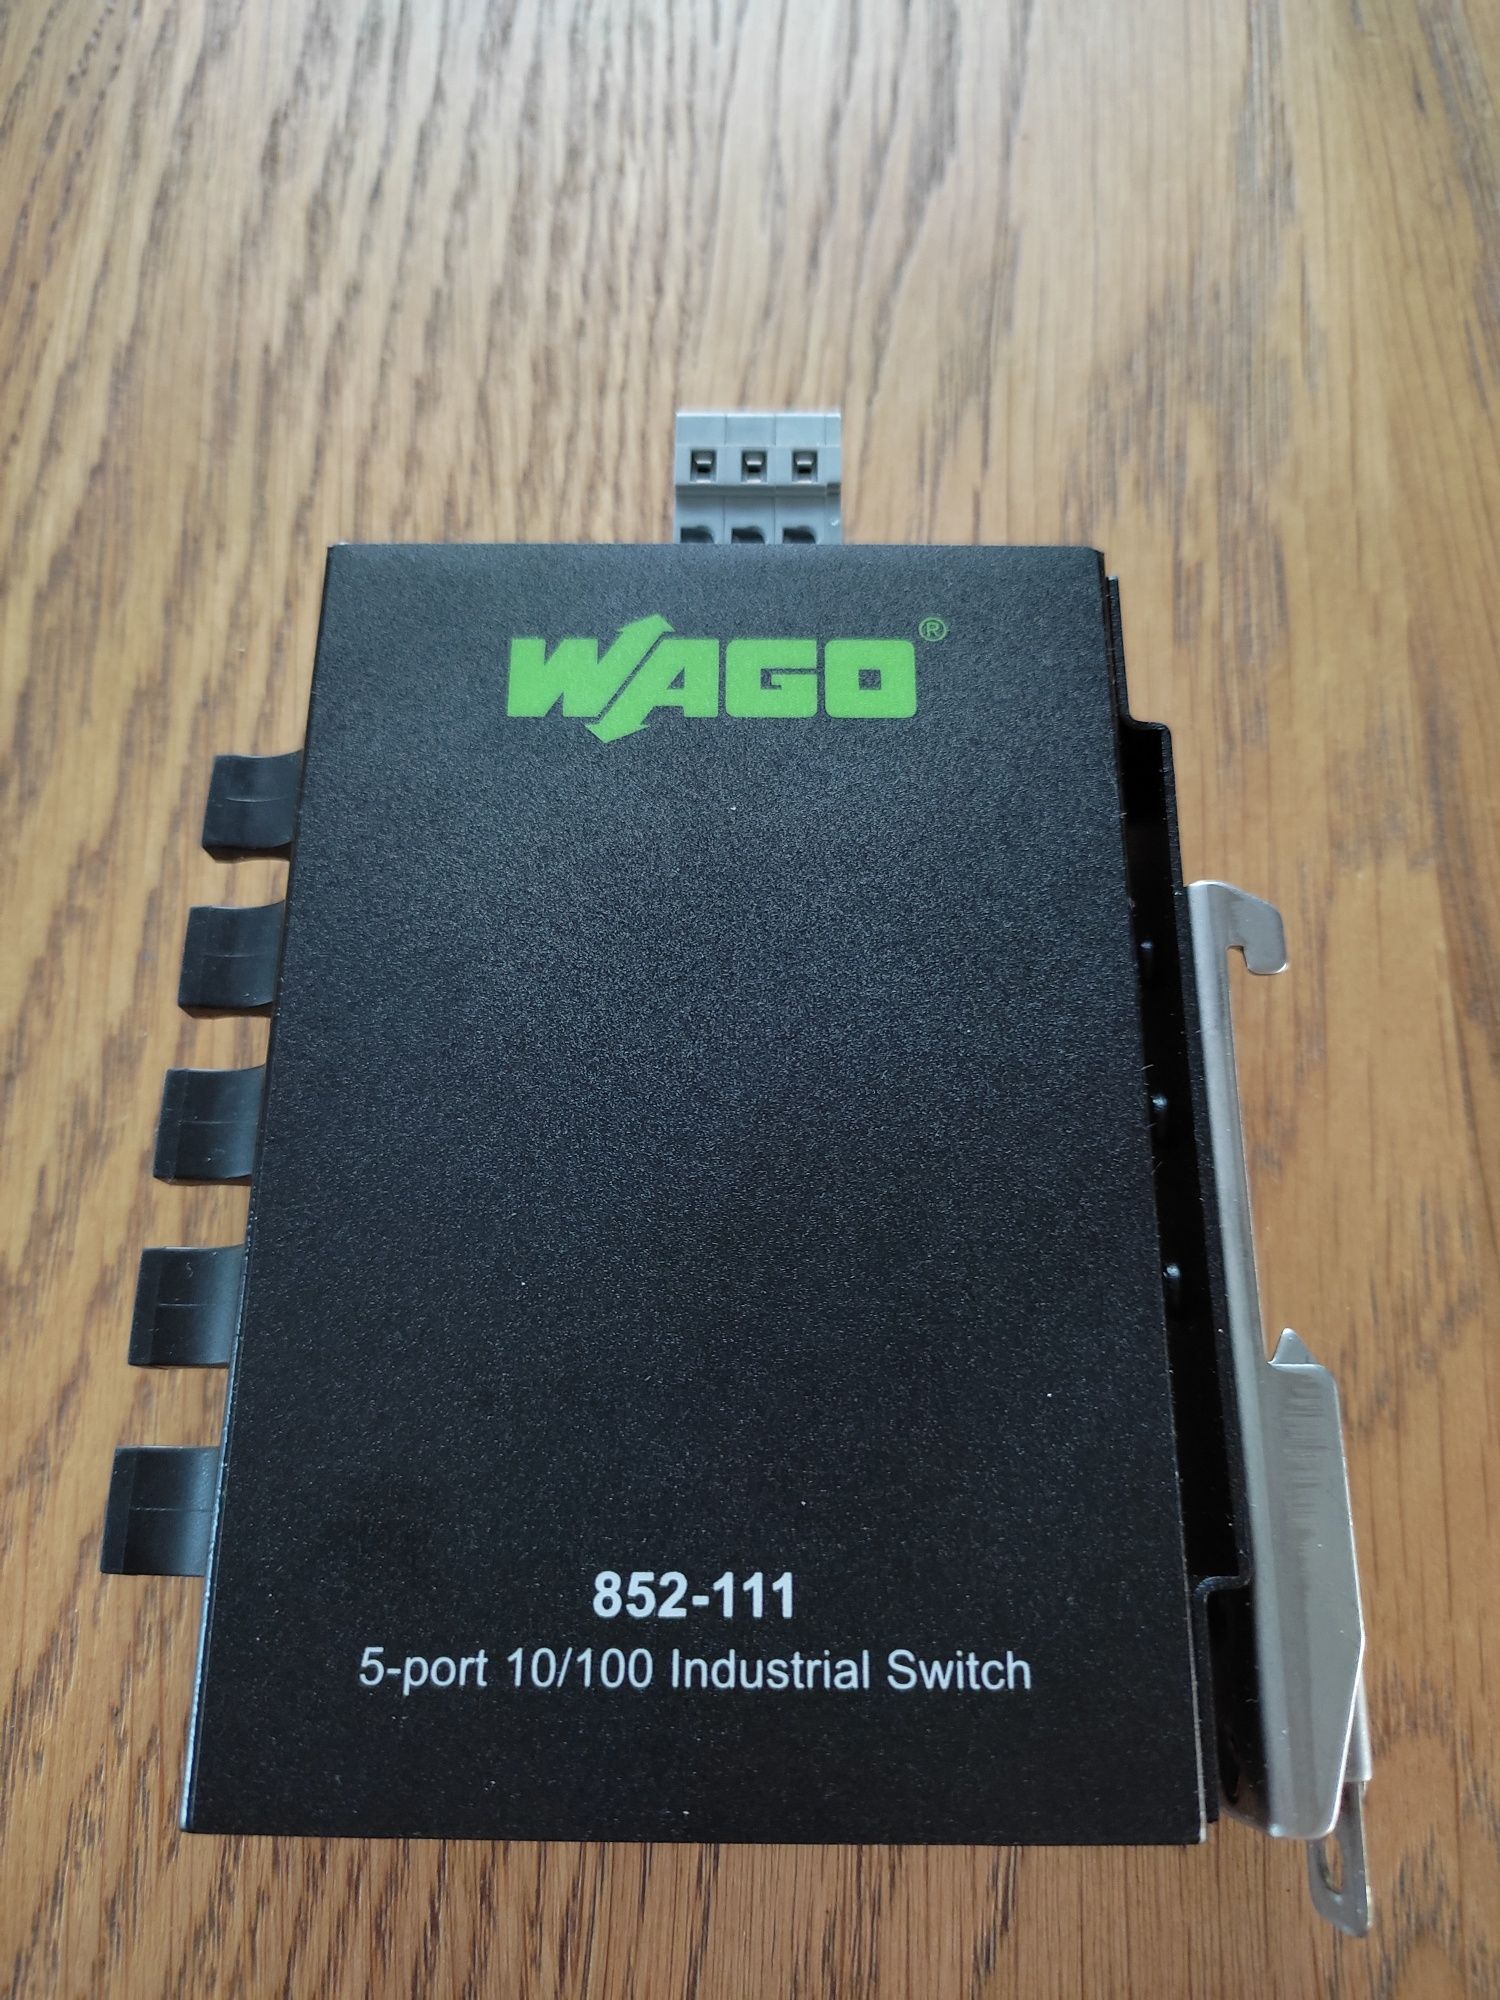 WAGO®
852-111
5-port 10/100 Industrial Switch